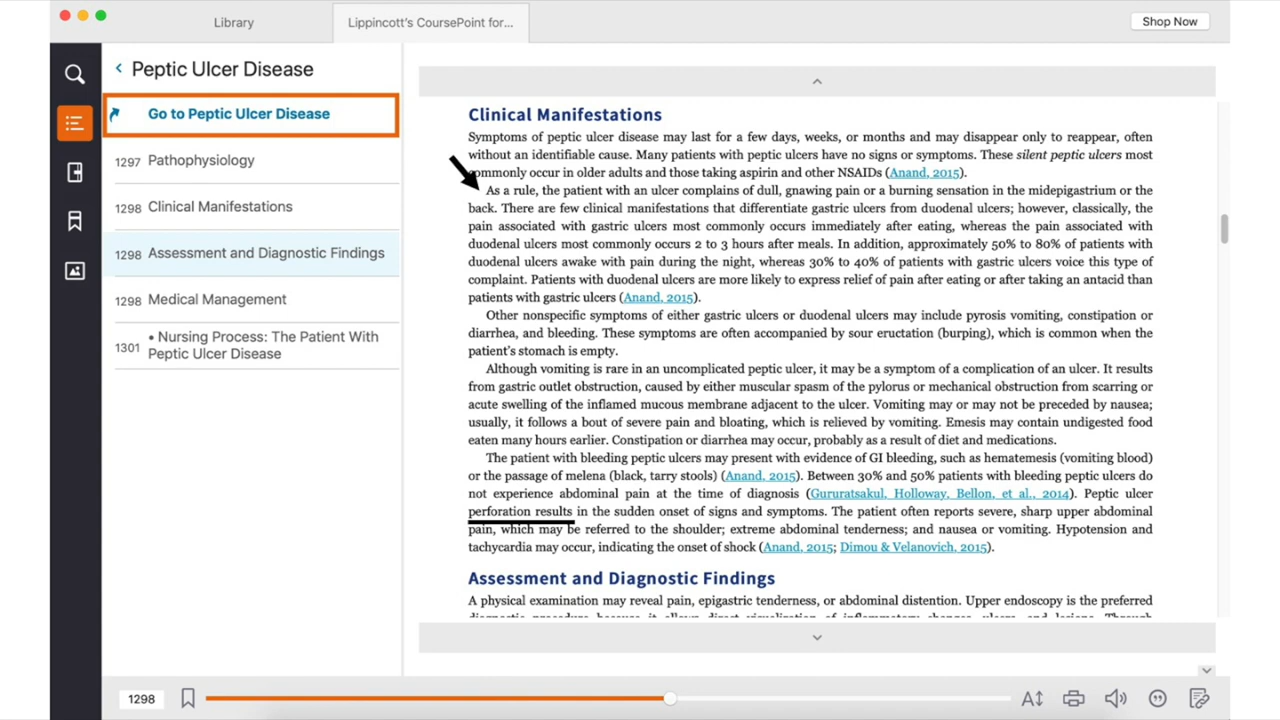 Library
Lippincott's CoursePoint for...
Shop Now
Peptic Ulcer Disease
Go to Peptic Ulcer Disease
1297 Pathophysiology
1298 Clinical Manifestations
1298 Assessment and Diagnostic Findings
1298 Medical Management
1301 • Nursing Process: The Patient With
Peptic Ulcer Disease
Clinical Manifestations
Symptoms of peptic ulcer disease may last for a few days, weeks, or months and may disappear only to reappear, often
without an identifiable cause. Many patients with peptic ulcers have no signs or symptoms. These silent peptic ulcers most
commonly occur in older adults and those taking aspirin and other NSAIDs (Anand, 2015).
As a rule, the patient with an ulcer complains of dull, gnawing pain or a burning sensation in the midepigastrium or the
back. There are few clinical manifestations that differentiate gastric ulcers from duodenal ulcers; however, classically, the
pain associated with gastric ulcers most commonly occurs immediately after eating, whereas the pain associated with
duodenal ulcers most commonly occurs 2 to 3 hours after meals. In addition, approximately 50% to 80% of patients with
duodenal ulcers awake with pain during the night, whereas 30% to 40% of patients with gastric ulcers voice this type of
complaint. Patients with duodenal ulcers are more likely to express relief of pain after eating or after taking an antacid than
patients with gastric ulcers (Anand, 2015).
Other nonspecific symptoms of either gastric ulcers or duodenal ulcers may include pyrosis vomiting, constipation or
diarrhea, and bleeding. These symptoms are often accompanied by sour eructation (burping), which is common when the
patient's stomach is empty.
Although vomiting is rare in an uncomplicated peptic ulcer, it may be a symptom of a complication of an ulcer. It results
from gastric outlet obstruction, caused by either muscular spasm of the pylorus or mechanical obstruction from scarring or
acute swelling of the inflamed mucous membrane adjacent to the ulcer. Vomiting may or may not be preceded by nausea;
usually, it follows a bout of severe pain and bloating, which is relieved by vomiting. Emesis may contain undigested food
eaten many hours earlier. Constipation or diarrhea may occur, probably as a result of diet and medications.
The patient with bleeding peptic ulcers may present with evidence of GI bleeding, such as hematemesis (vomiting blood)
or the passage of melena (black, tarry stools) (Anand, 2015). Between 30% and 50% patients with bleeding peptic ulcers do
not experience abdominal pain at the time of diagnosis (Gururatsakul, Holloway, Bellon, et al., 2014). Peptic ulcer
perforation results in the sudden onset of signs and symptoms. The patient often reports severe, sharp upper abdominal
pain, which may be referred to the shoulder; extreme abdominal tenderness; and nausea or vomiting. Hypotension and
tachycardia may occur, indicating the onset of shock (Anand, 2015; Dimou & Velanovich, 2015).
Assessment and Diagnostic Findings
A physical examination may reveal pain, epigastric tenderness, or abdominal distention. Upper endoscopy is the preferred
diagnostic procedure because it allows direct visualization of inflammatory changes, ulcers, and lesions. Through
1298